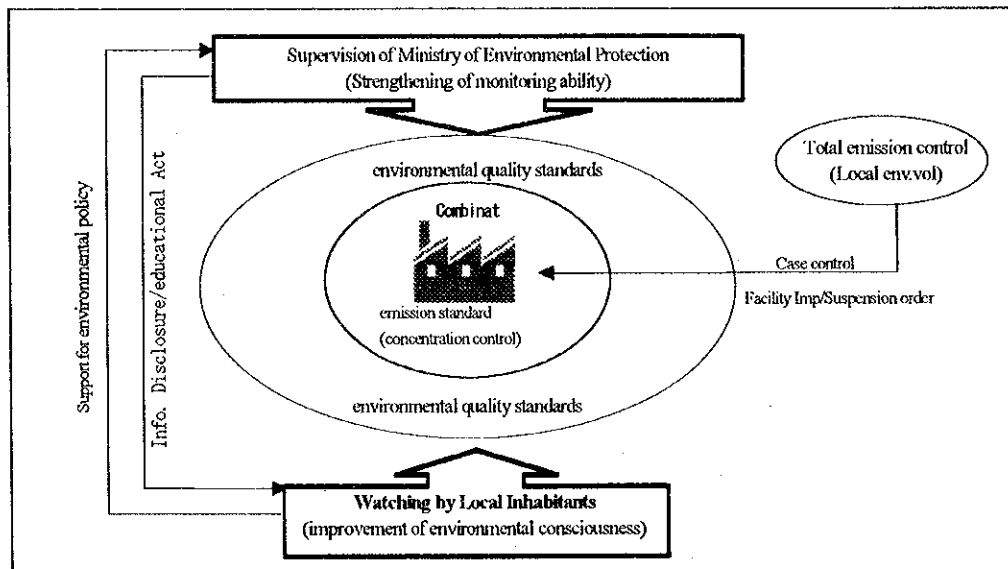 Supervision of Ministry of Environmental Protection
(Strengthening of monitoring ability)
environmental quality standards
Total emission control
(Local env.vol)
Combinat
Case control
Facility Imp/Suspension order
emission standard
(concentration control)
environmental quality standards
Support for environmental policy
Info. Disclosure/educational Act
Watching by Local Inhabitants
(improvement of environmental consciousness)